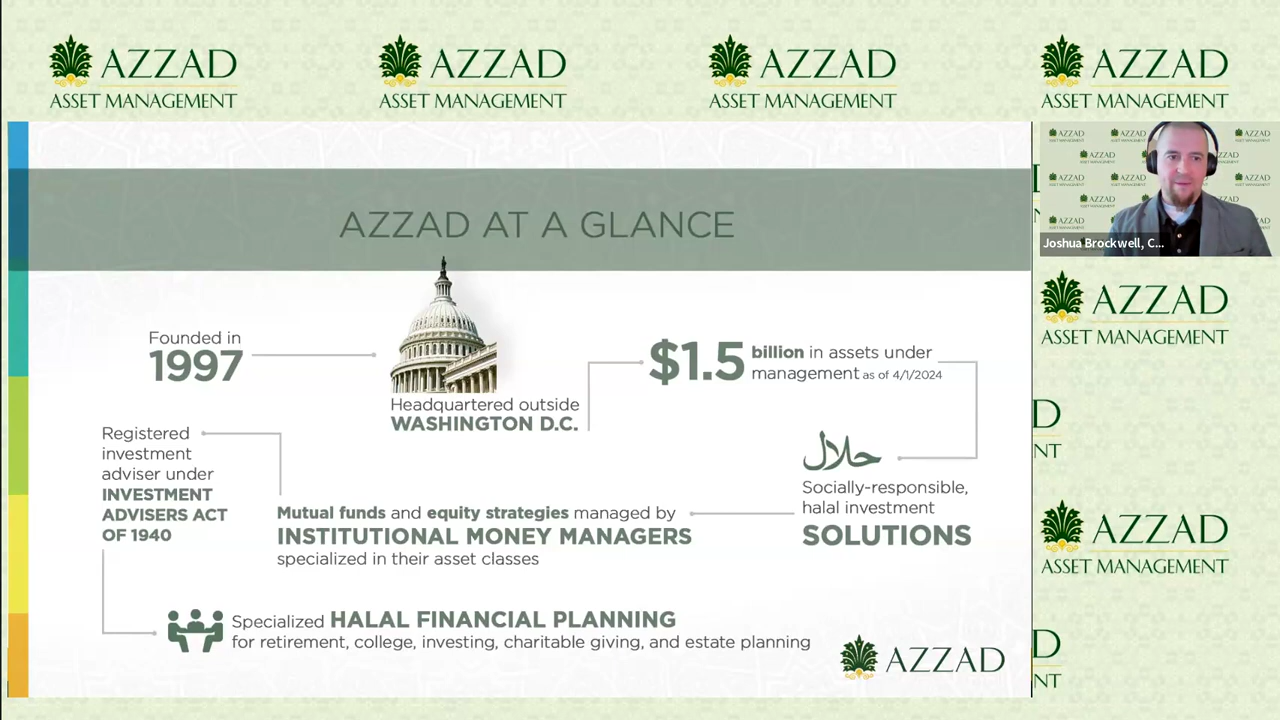 AZZAD
ASSET MANAGEMENT
AZZAD
ASSET MANAGEMENT
AZZAD
ASSET MANAGEMENT
AZZAD
ASSET MANAGEMENT
AZZAD AT A GLANCE
Founded in
1997
Headquartered outside
WASHINGTON D.C.
$1.5 billion in assets under
management as of 4/1/2024
حلال
Socially-responsible,
halal investment
SOLUTIONS
Mutual funds and equity strategies managed by
INSTITUTIONAL MONEY MANAGERS
specialized in their asset classes
Registered
investment
adviser under
INVESTMENT
ADVISERS ACT
OF 1940
Specialized HALAL FINANCIAL PLANNING
for retirement, college, investing, charitable giving, and estate planning
AZZAD
Joshua Brockwell, C...
AZZAD
ASSET MANAGEMENT
D
NT
AZZAD
ASSET MANAGEMENT
D
NT